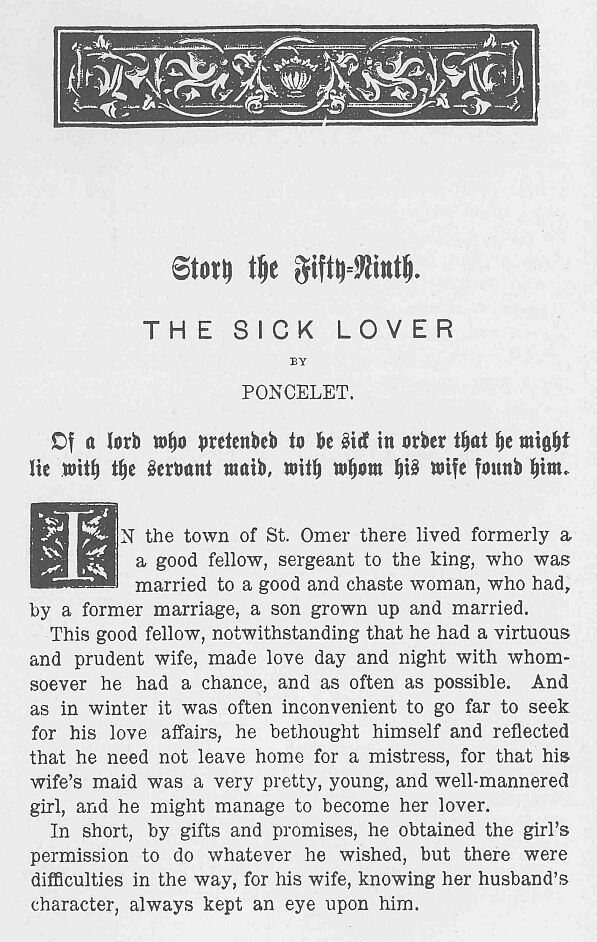 Story the Fifty-Ninth.
THE SICK LOVER
BY
PONCELET.
Of a lord who pretended to be sick in order that he might
lie with the servant maid, with whom his wife found him.
IN the town of St. Omer there lived formerly a
a good fellow, sergeant to the king, who was
married to a good and chaste woman, who had,
by a former marriage, a son grown up and married.
This good fellow, notwithstanding that he had a virtuous
and prudent wife, made love day and night with whom-
soever he had a chance, and as often as possible. And
as in winter it was often inconvenient to go far to seek
for his love affairs, he bethought himself and reflected
that he need not leave home for a mistress, for that his
wife's maid was a very pretty, young, and well-mannered
girl, and he might manage to become her lover.
In short, by gifts and promises, he obtained the girl's
permission to do whatever he wished, but there were
difficulties in the way, for his wife, knowing her husband's
character, always kept an eye upon him.